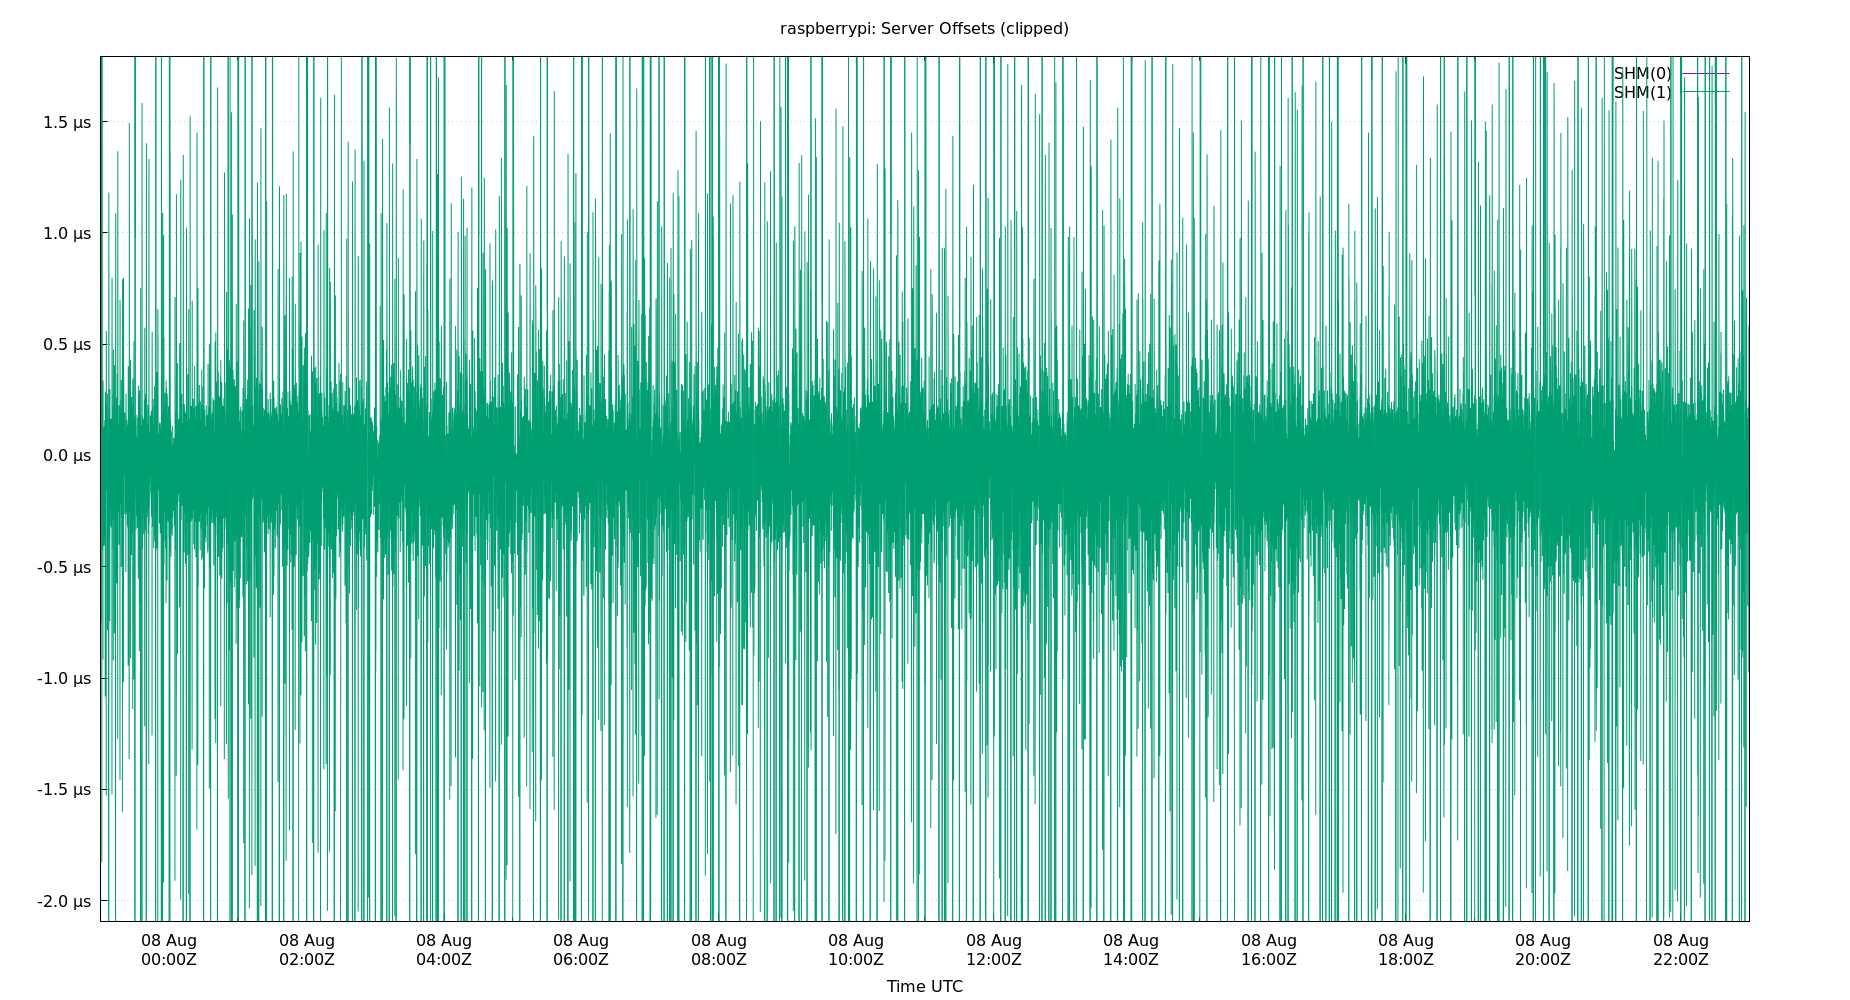 raspberrypi: Server Offsets (clipped)
SHM(0)
SHM(1)
1.5 µs
1.0 µs
0.5 µs
0.0 µs
-0.5 µs
-1.0 µs
-1.5 µs
-2.0 µs
08 Aug 08 Aug 08 Aug 08 Aug 08 Aug 08 Aug 08 Aug 08 Aug 08 Aug 08 Aug 08 Aug 08 Aug
00:00Z 02:00Z 04:00Z 06:00Z 08:00Z 10:00Z 12:00Z 14:00Z 16:00Z 18:00Z 20:00Z 22:00Z
Time UTC